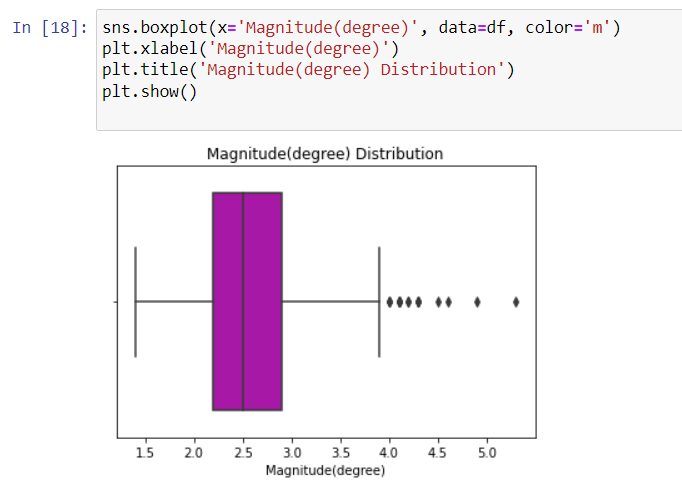 In [18]: sns.boxplot(x='Magnitude(degree)', data=df, color='m')
plt.xlabel('Magnitude(degree)')
plt.title('Magnitude(degree) Distribution')
plt.show()
Magnitude(degree) Distribution
1.5 2.0 2.5 3.0 3.5 4.0 4.5 5.0
Magnitude(degree)